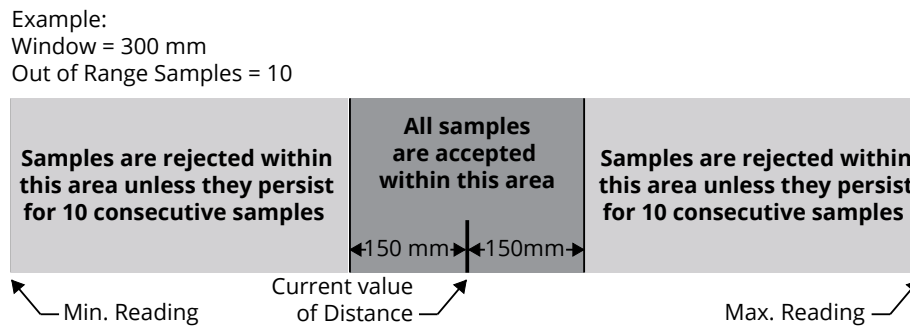 Example:
Window = 300 mm
Out of Range Samples = 10
Samples are rejected within
this area unless they persist
for 10 consecutive samples
All samples
are accepted
within this area
Samples are rejected within
this area unless they persist
for 10 consecutive samples
150 mm
150mm
Min. Reading
Current value
of Distance
Max. Reading